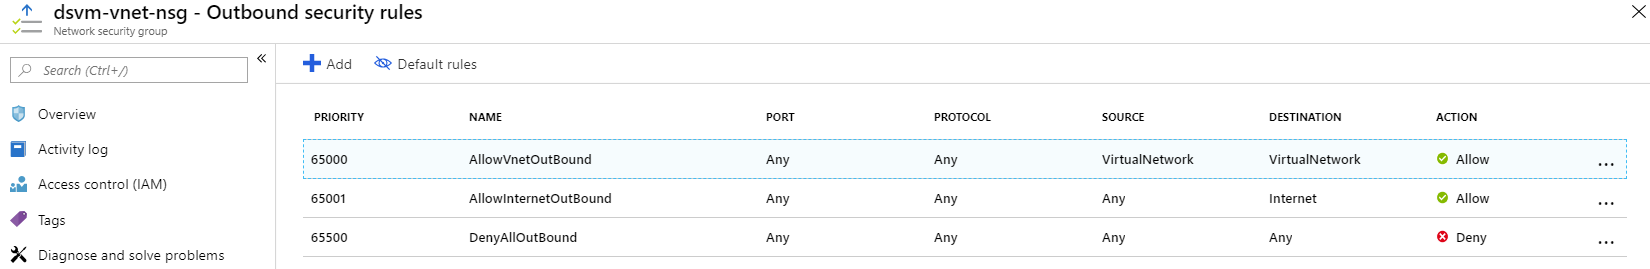 dsvm-vnet-nsg - Outbound security rules
Network security group
Search (Ctrl+/)
Overview
Activity log
Access control (IAM)
Tags
Diagnose and solve problems
Add Default rules
PRIORITY NAME PORT PROTOCOL SOURCE DESTINATION ACTION
65000 AllowVnetOutBound Any Any VirtualNetwork VirtualNetwork Allow ...
65001 AllowInternetOutBound Any Any Any Internet Allow ...
65500 DenyAllOutBound Any Any Any Any Deny ...